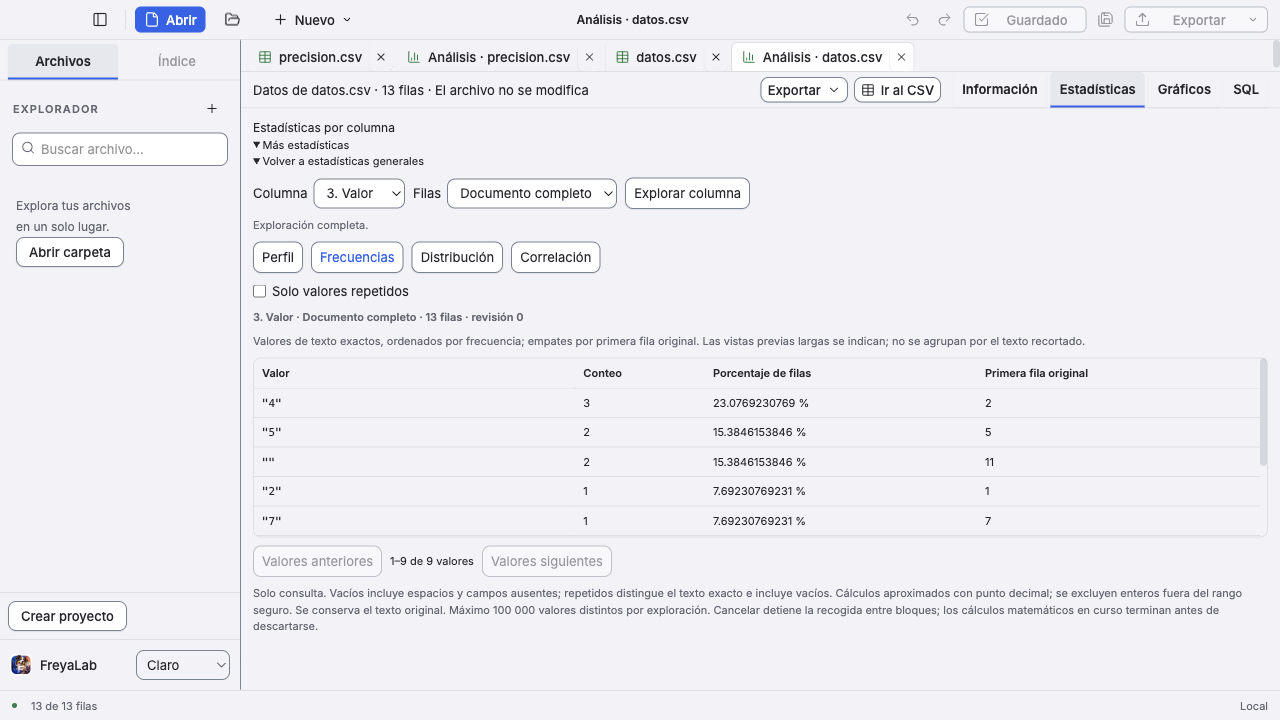 Abrir
Nuevo
Análisis · datos.csv
Guardado
Exportar
Archivos
Índice
EXPLORADOR
Buscar archivo...
Explora tus archivos
en un solo lugar.
Abrir carpeta
Crear proyecto
FreyaLab
Claro
precision.csv
Análisis · precision.csv
datos.csv
Análisis · datos.csv
Datos de datos.csv · 13 filas · El archivo no se modifica
Exportar
Ir al CSV
Información
Estadísticas
Gráficos
SQL
Estadísticas por columna
Más estadísticas
Volver a estadísticas generales
Columna
3. Valor
Filas
Documento completo
Explorar columna
Exploración completa.
Perfil
Frecuencias
Distribución
Correlación
Solo valores repetidos
3. Valor · Documento completo · 13 filas · revisión 0
Valores de texto exactos, ordenados por frecuencia; empates por primera fila original. Las vistas previas largas se indican; no se agrupan por el texto recortado.
Valor Conteo Porcentaje de filas Primera fila original
"4" 3 23.0769230769 % 2
"5" 2 15.3846153846 % 5
"" 2 15.3846153846 % 11
"2" 1 7.69230769231 % 1
"7" 1 7.69230769231 % 7
Valores anteriores
1–9 de 9 valores
Valores siguientes
Solo consulta. Vacíos incluye espacios y campos ausentes; repetidos distingue el texto exacto e incluye vacíos. Cálculos aproximados con punto decimal; se excluyen enteros fuera del rango
seguro. Se conserva el texto original. Máximo 100 000 valores distintos por exploración. Cancelar detiene la recogida entre bloques; los cálculos matemáticos en curso terminan antes de
descartarse.
13 de 13 filas
Local